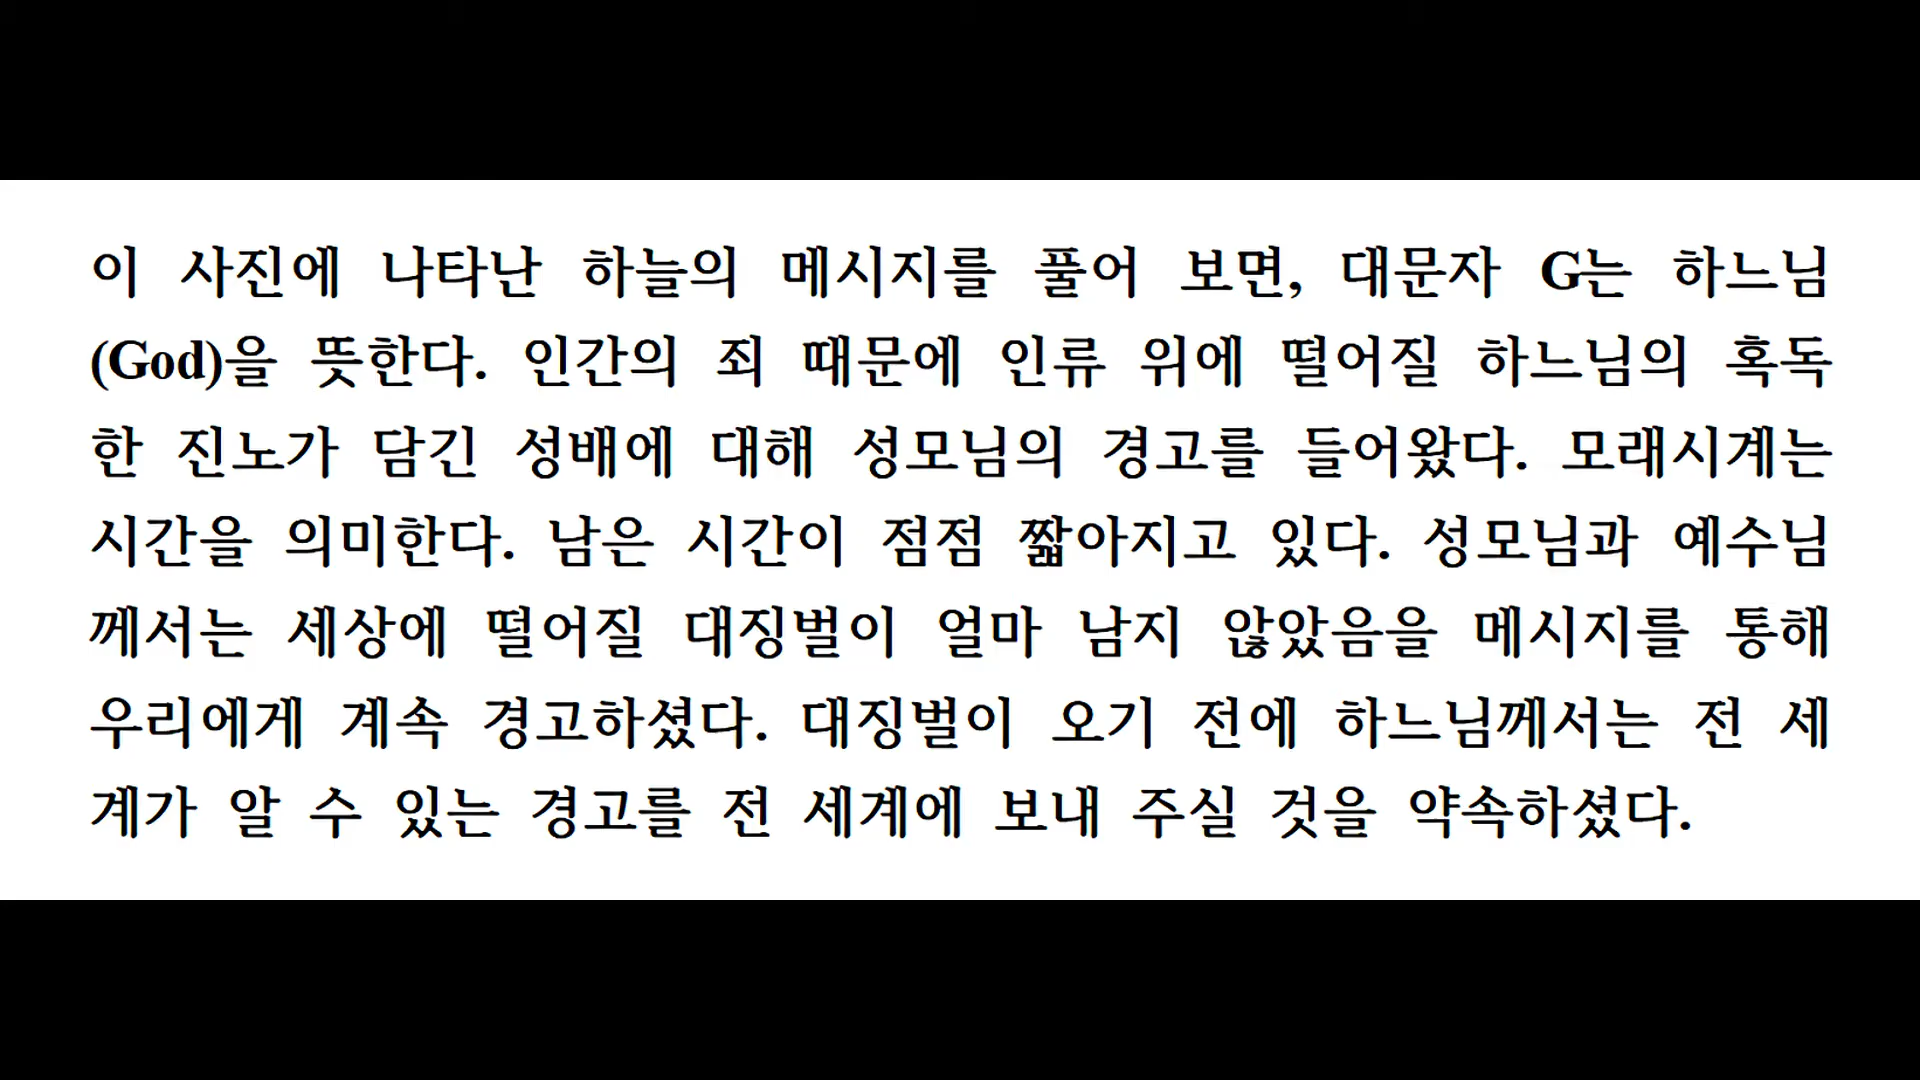 이 사진에 나타난 하늘의 메시지를 풀어 보면, 대문자 G는 하느님
(God)을 뜻한다. 인간의 죄 때문에 인류 위에 떨어질 하느님의 혹독
한 진노가 담긴 성배에 대해 성모님의 경고를 들어왔다. 모래시계는
시간을 의미한다. 남은 시간이 점점 짧아지고 있다. 성모님과 예수님
께서는 세상에 떨어질 대징벌이 얼마 남지 않았음을 메시지를 통해
우리에게 계속 경고하셨다. 대징벌이 오기 전에 하느님께서는 전 세
계가 알 수 있는 경고를 전 세계에 보내 주실 것을 약속하셨다.